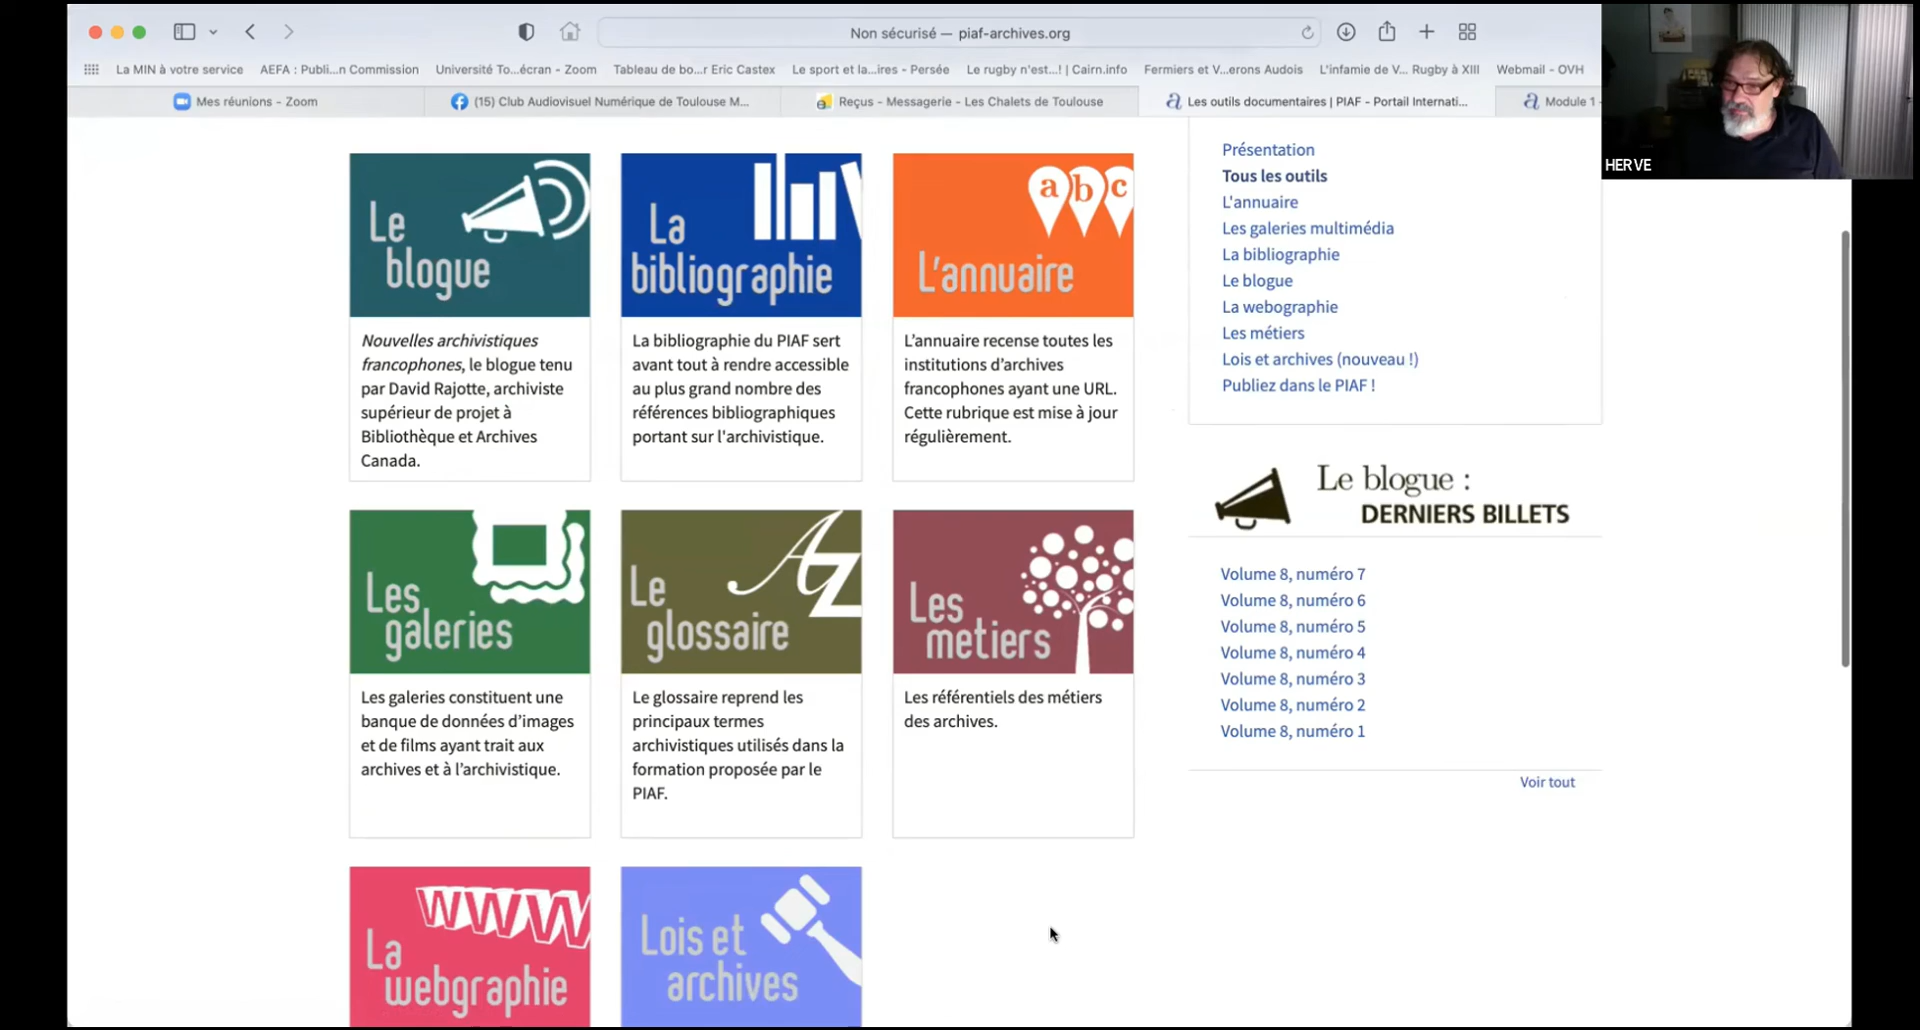 Non sécurisé — piaf-archives.org
La MIN à votre service
AEFA : Publi...n Commission
Université To...écran - Zoom
Tableau de bo...r Eric Castex
Le sport et la...ires - Persée
Le rugby n'est...! | Cairn.info
Fermiers et V...erons Audois
L'infamie de V... Rugby à XIII
Webmail - OVH
Mes réunions - Zoom
(15) Club Audiovisuel Numérique de Toulouse M...
Reçus - Messagerie - Les Chalets de Toulouse
Les outils documentaires | PIAF - Portail Internati...
Module 1 -
HERVE
Le
blogue
Nouvelles archivistiques
francophones, le blogue tenu
par David Rajotte, archiviste
supérieur de projet à
Bibliothèque et Archives
Canada.
La
bibliographie
La bibliographie du PIAF sert
avant tout à rendre accessible
au plus grand nombre des
références bibliographiques
portant sur l'archivistique.
a b c
L'annuaire
L'annuaire recense toutes les
institutions d'archives
francophones ayant une URL.
Cette rubrique est mise à jour
régulièrement.
Les
galeries
Les galeries constituent une
banque de données d'images
et de films ayant trait aux
archives et à l'archivistique.
AZ
Le
glossaire
Le glossaire reprend les
principaux termes
archivistiques utilisés dans la
formation proposée par le
PIAF.
Les
metiers
Les référentiels des métiers
des archives.
WWW
La
webgraphie
Lois et
archives
Présentation
Tous les outils
L'annuaire
Les galeries multimédia
La bibliographie
Le blogue
La webographie
Les métiers
Lois et archives (nouveau !)
Publiez dans le PIAF !
Le blogue :
DERNIERS BILLETS
Volume 8, numéro 7
Volume 8, numéro 6
Volume 8, numéro 5
Volume 8, numéro 4
Volume 8, numéro 3
Volume 8, numéro 2
Volume 8, numéro 1
Voir tout